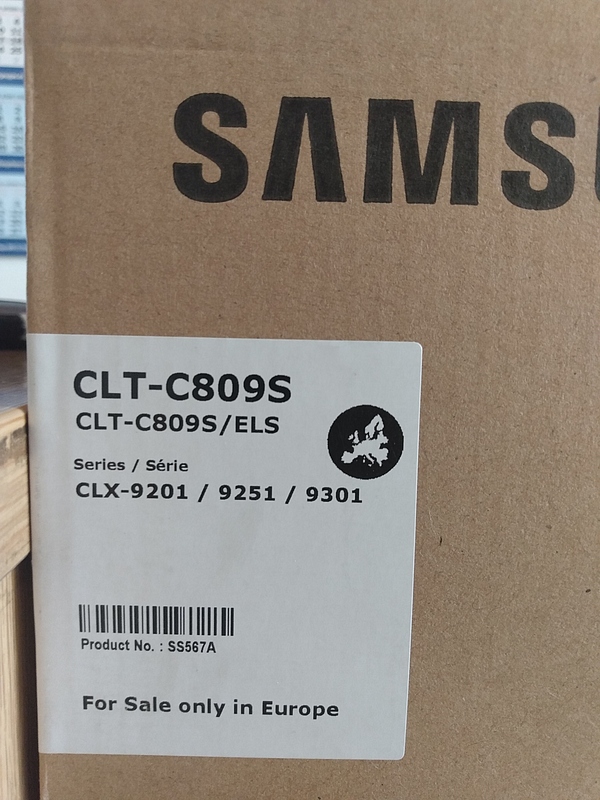 SAMS
CLT-C809S
CLT-C809S/ELS
Series / Série
CLX-9201 / 9251 / 9301
Product No. : SS567A
For Sale only in Europe